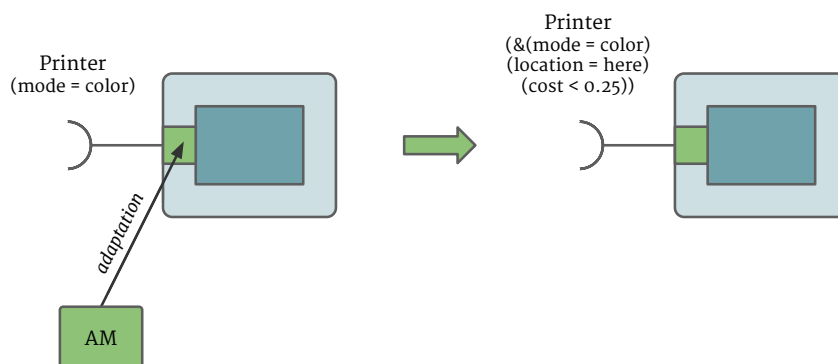 Printer
(mode = color)
adaptation
AM
Printer
(&(mode = color)
(location = here)
(cost < 0.25))